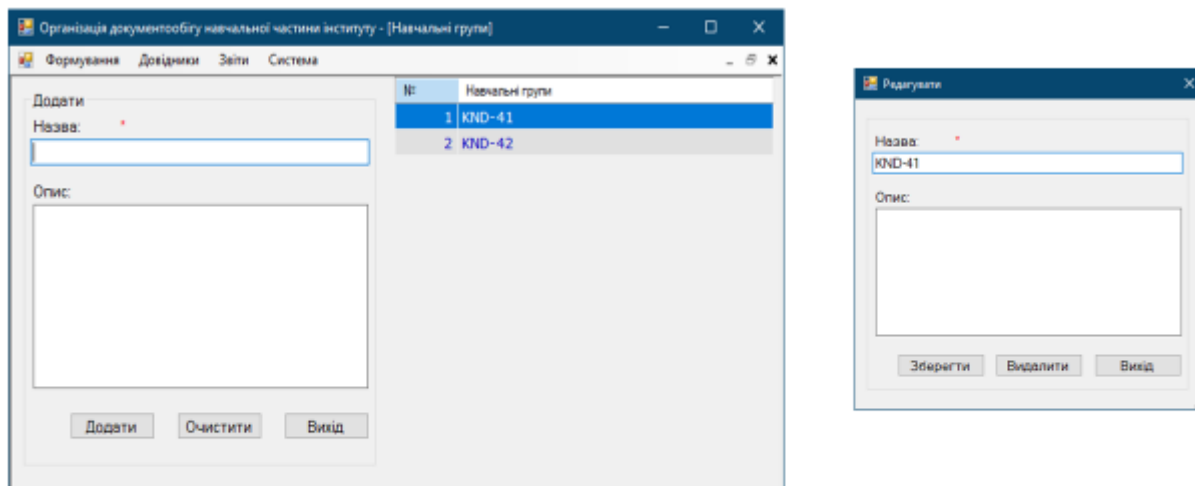 Організація документообігу навчальної частини інституту - [Навчальні групи]
Формування Довідники Звіти Система
Додати
Назва: *
Опис:
Додати Очистити Вихід
№ Навчальні групи
1 KND-41
2 KND-42
Редагувати
Назва: *
KND-41
Опис:
Зберегти Видалити Вихід